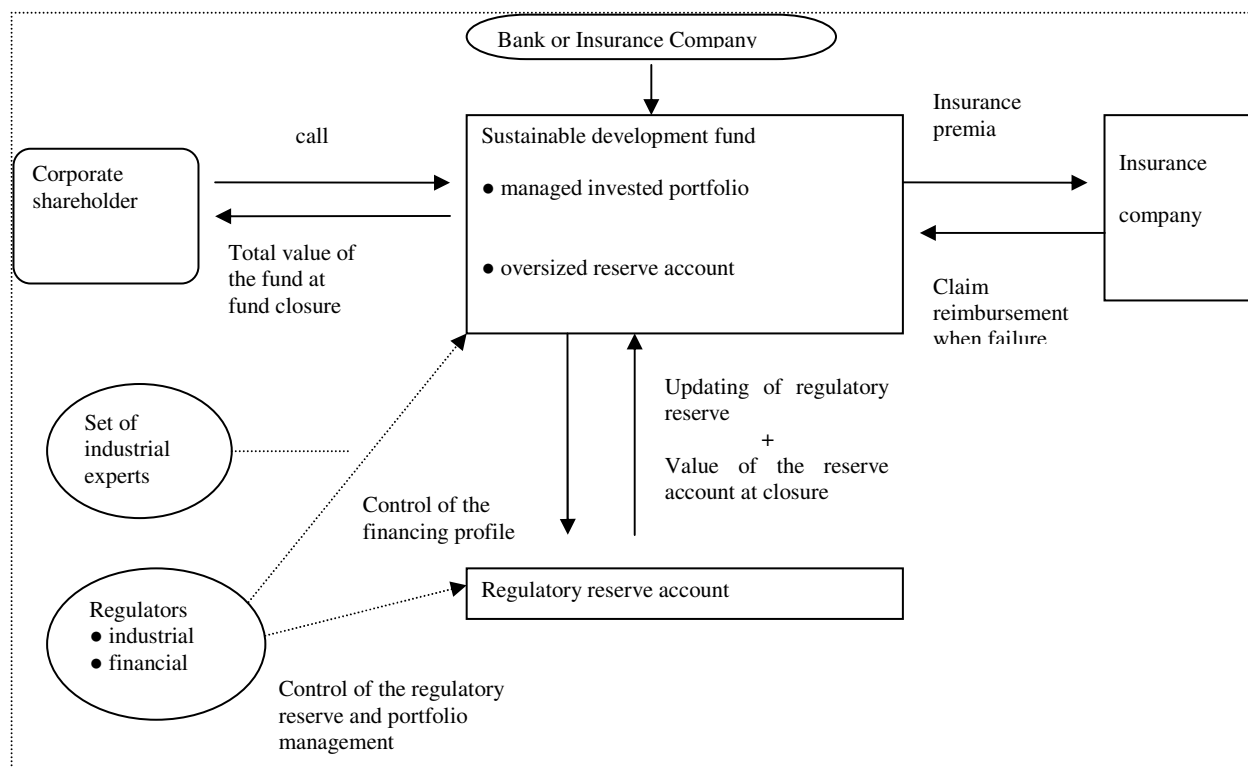 Bank or Insurance Company
call
Insurance
premia
Corporate
shareholder
Sustainable development fund
● managed invested portfolio
● oversized reserve account
Insurance
company
Total value of
the fund at
fund closure
Claim
reimbursement
when failure
Updating of regulatory
reserve
+
Value of the reserve
account at closure
Set of
industrial
experts
Control of the
financing profile
Regulators
● industrial
● financial
Regulatory reserve account
Control of the regulatory
reserve and portfolio
management